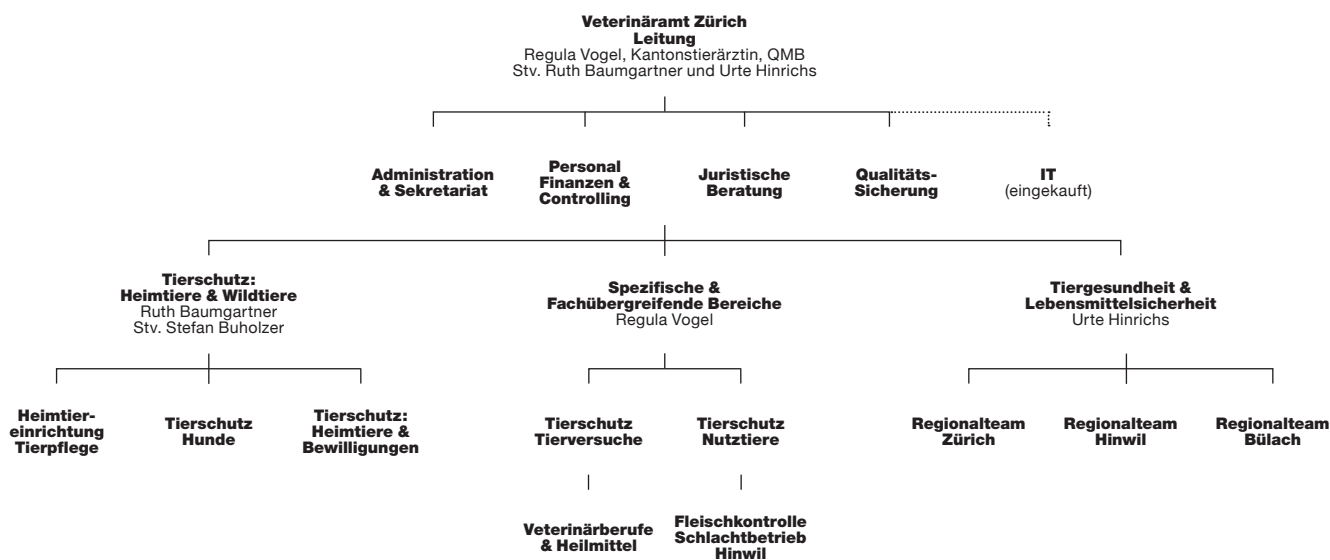 Veterinäramt Zürich
Leitung
Regula Vogel, Kantonstierärztin, QMB
Stv. Ruth Baumgartner und Urte Hinrichs
Administration
& Sekretariat
Personal
Finanzen &
Controlling
Juristische
Beratung
Qualitäts-
Sicherung
IT
(eingekauft)
Tierschutz:
Heimtiere & Wildtiere
Ruth Baumgartner
Stv. Stefan Buholzer
Spezifische &
Fachübergreifende Bereiche
Regula Vogel
Tiergesundheit &
Lebensmittelsicherheit
Urte Hinrichs
Heimtier-
einrichtung
Tierpflege
Tierschutz
Hunde
Tierschutz:
Heimtiere &
Bewilligungen
Tierschutz
Tierversuche
Tierschutz
Nutztiere
Regionalteam
Zürich
Regionalteam
Hinwil
Regionalteam
Bülach
Veterinärberufe
& Heilmittel
Fleischkontrolle
Schlachtbetrieb
Hinwil